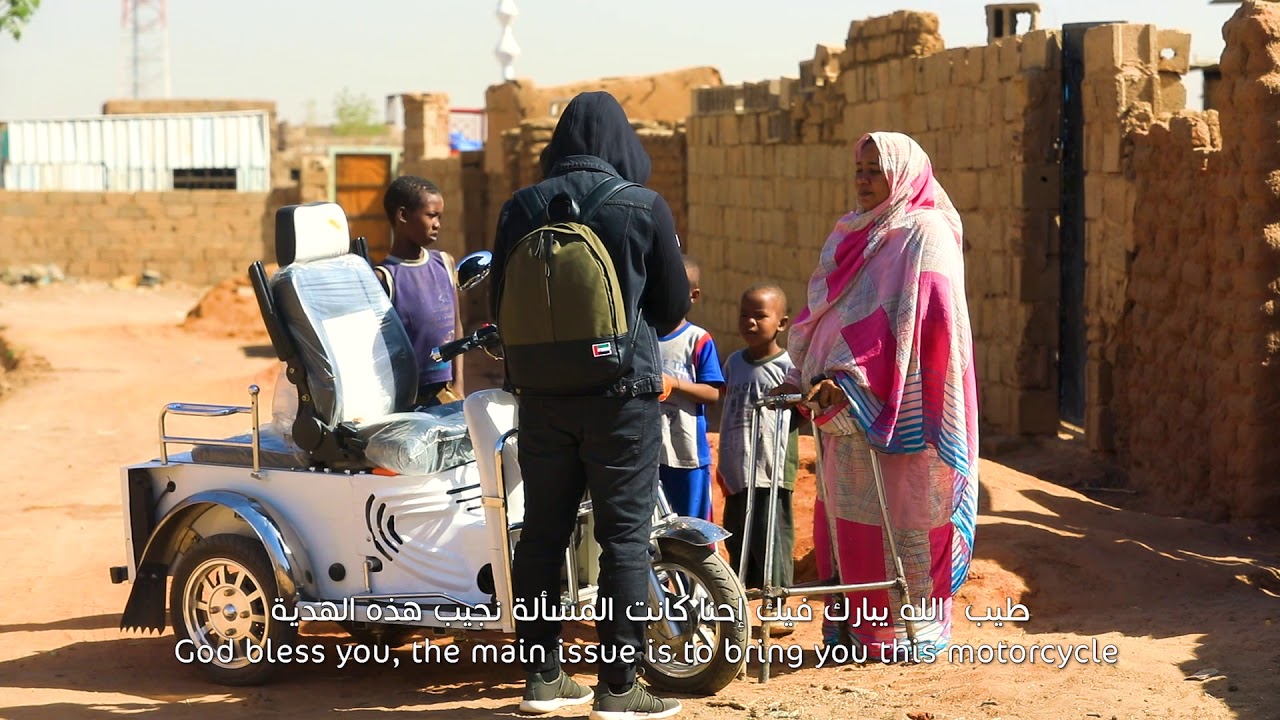 طيب الله يبارك فيك إحنا كانت المسألة نجيب هذه الهدية
God bless you, the main issue is to bring you this motorcycle